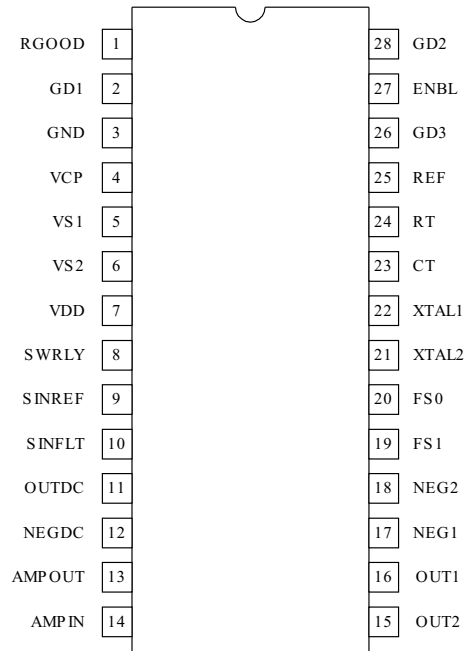 RGOOD 1 28 GD2
GD1 2 27 ENBL
GND 3 26 GD3
VCP 4 25 REF
VS1 5 24 RT
VS2 6 23 CT
VDD 7 22 XTAL1
SWRLY 8 21 XTAL2
SINREF 9 20 FS0
SINFLT 10 19 FS1
OUTDC 11 18 NEG2
NEGDC 12 17 NEG1
AMPOUT 13 16 OUT1
AMPIN 14 15 OUT2